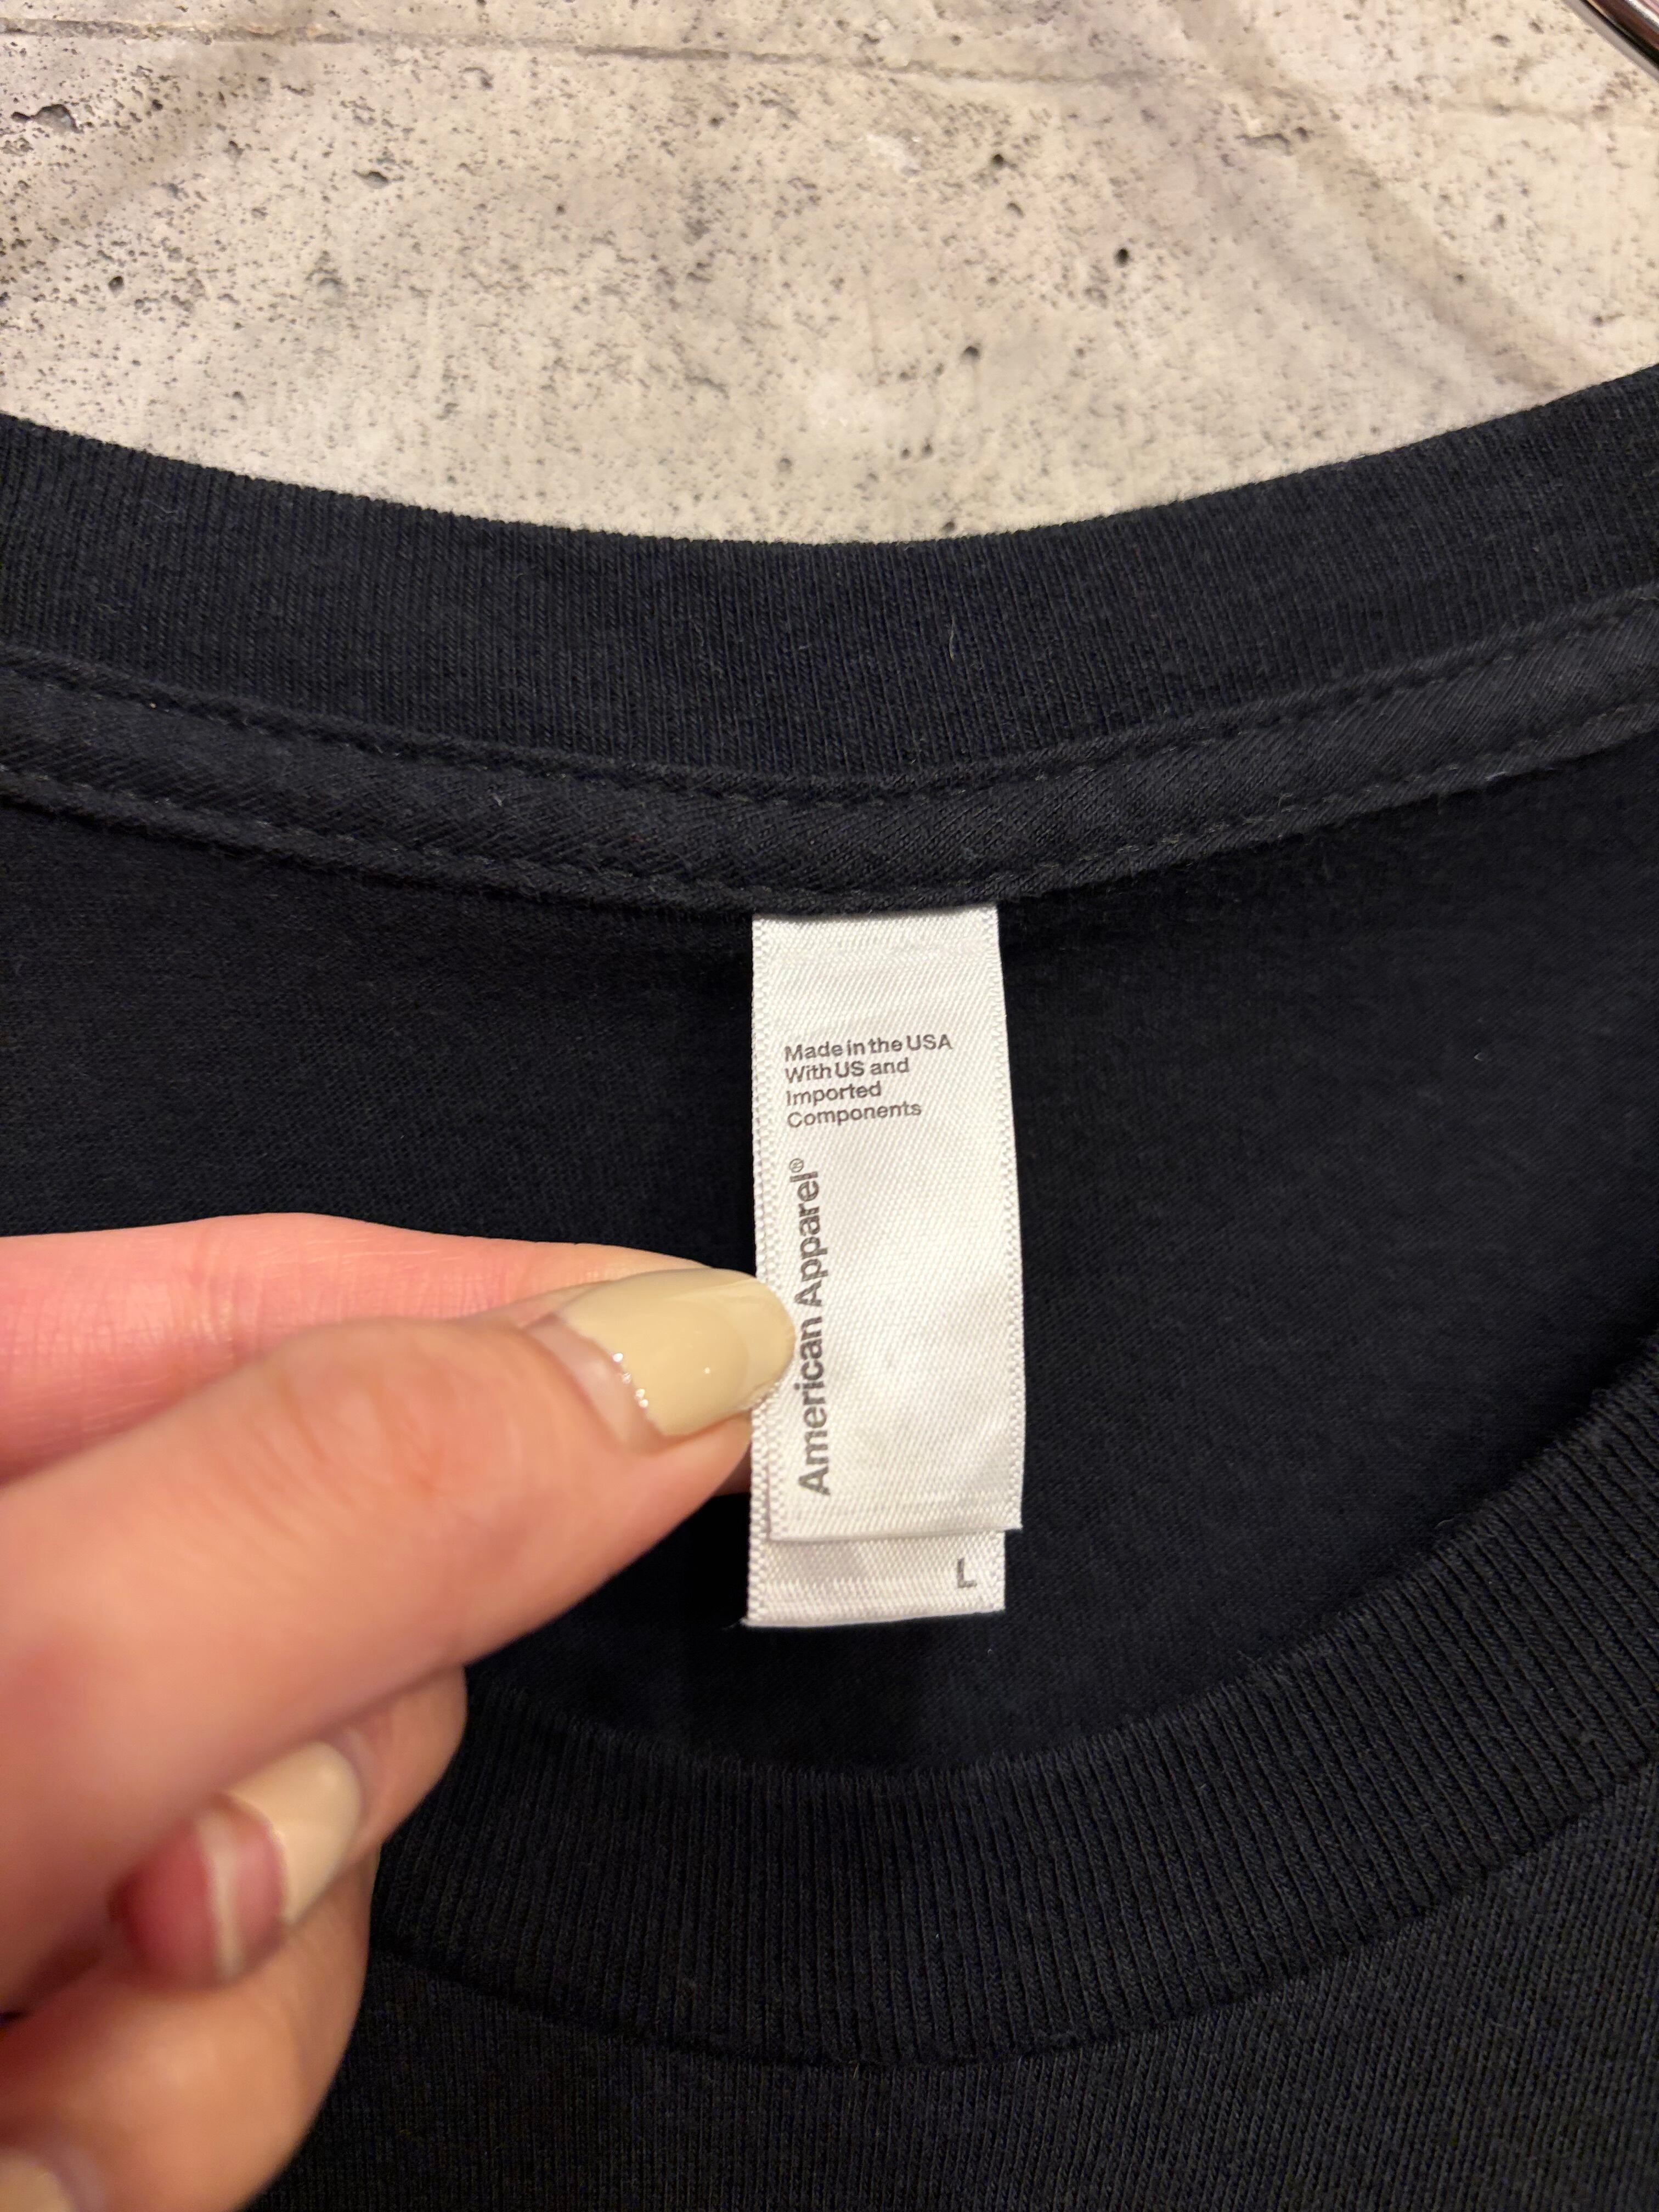 Made in the USA
With US and
Imported
Components
American Apparel®
L